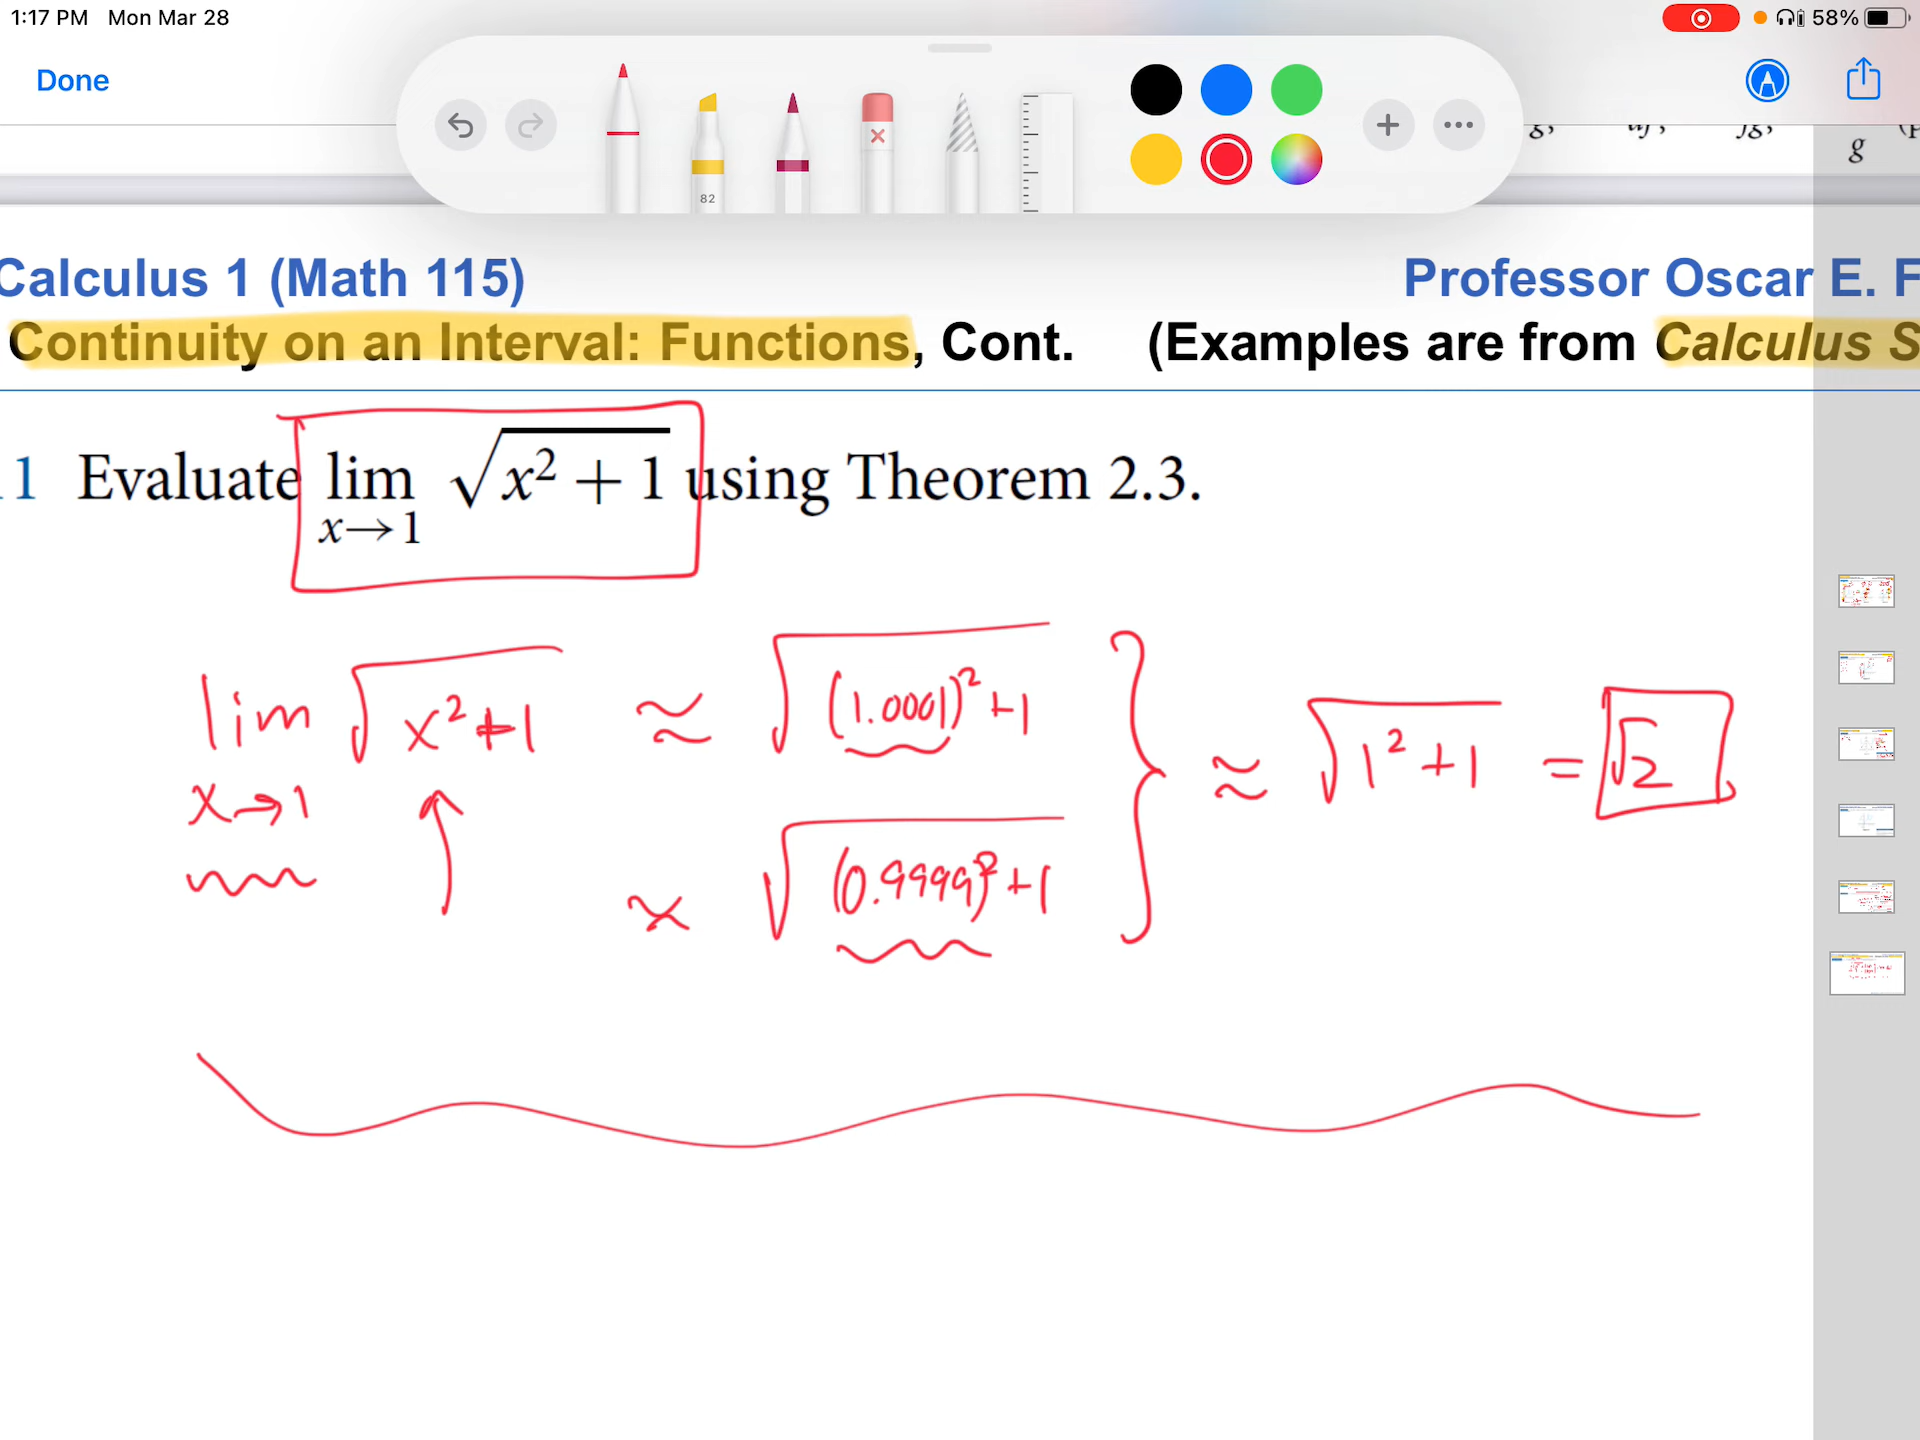 1:17 PM Mon Mar 28 58%
Done
82
g
Calculus 1 (Math 115) Professor Oscar E. F
Continuity on an Interval: Functions, Cont. (Examples are from Calculus S
.1 Evaluate lim √x² + 1 using Theorem 2.3.
x→1
lim √x²+1 ≈ √(1.0001)²+1 } ≈ √1²+1 = √2
x→1
≈ √(0.9999)²+1